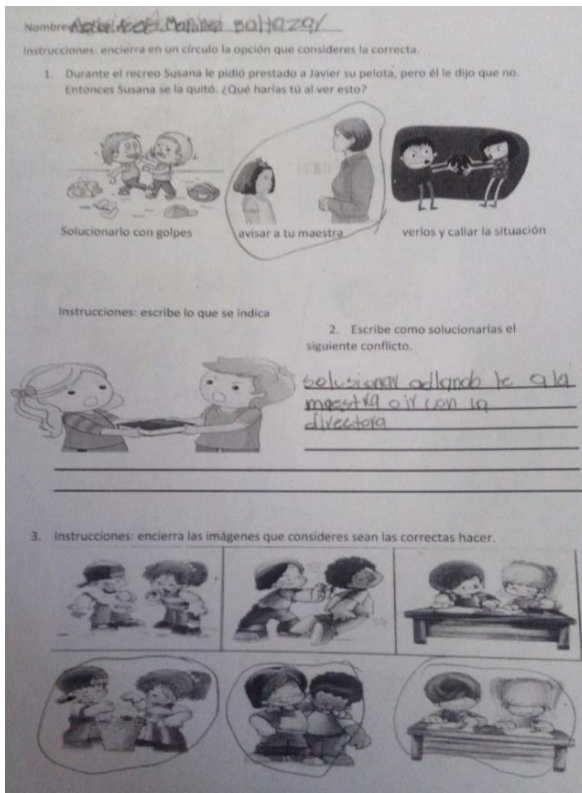 Nombre Martinez Baltazar
Instrucciones: encierra en un circulo la opción que consideres la correcta.
1. Durante el recreo Susana le pidió prestado a Javier su pelota, pero él le dijo que no.
Entonces Susana se la quitó. ¿Qué harías tú al ver esto?
Solucionarlo con golpes
avisar a tu maestra
verlos y callar la situación
Instrucciones: escribe lo que se indica
2. Escribe como solucionarías el
siguiente conflicto.
solusionar le a la
maestra o ir con la
directora
3. Instrucciones: encierra las imágenes que consideres sean las correctas hacer.